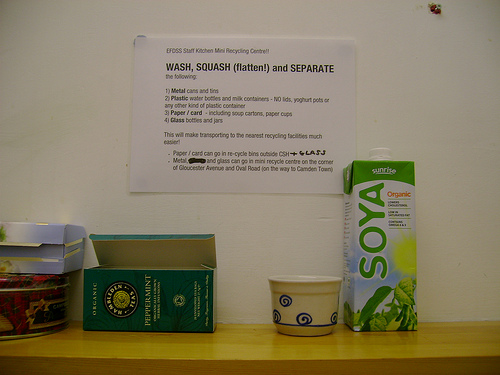 EFDSS Staff Kitchen Mini Recycling Centre!!
WASH, SQUASH (flatten!) and SEPARATE
the following:
1) Metal cans and tins
2) Plastic water bottles and milk containers - NO lids, yoghurt pots or
any other kind of plastic container
3) Paper / card - including soup cartons, paper cups
4) Glass bottles and jars
This will make transporting to the nearest recycling facilities much
easier!
- Paper / card can go in re-cycle bins outside CSH + GLASS
- Metal, and glass can go in mini recycle centre on the corner
of Gloucester Avenue and Oval Road (on the way to Camden Town)
sunrise
Organic
SOYA
ORGANIC
HAMBLEDEN
TEAS
PEPPERMINT